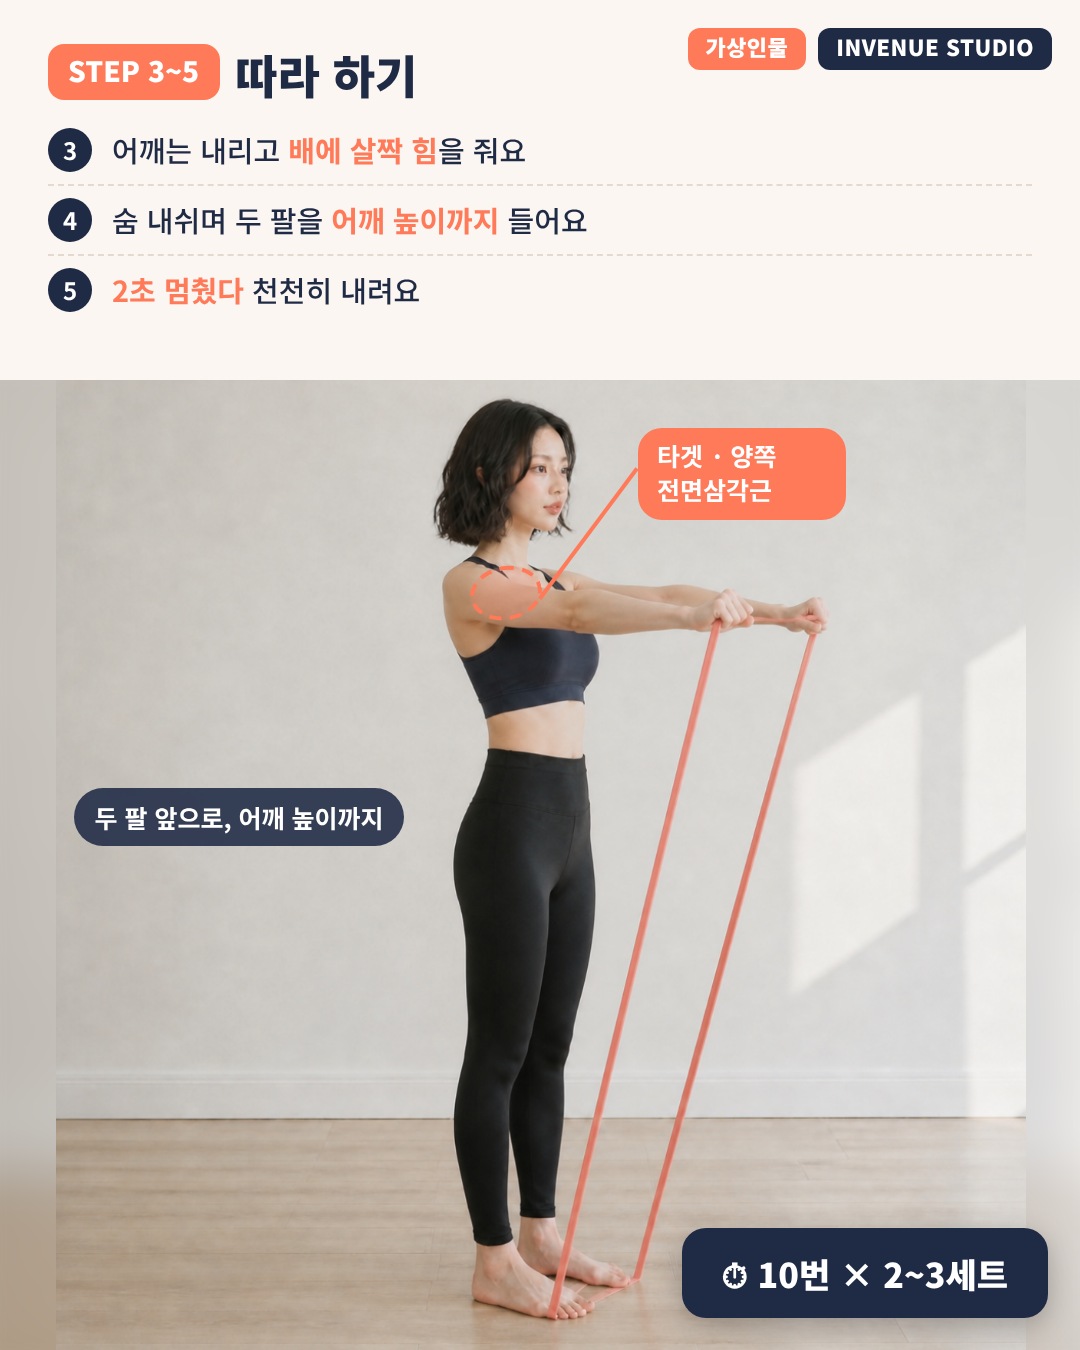 STEP 3~5 따라 하기
가상인물
INVENUE STUDIO
3 어깨는 내리고 배에 살짝 힘을 줘요
4 숨 내쉬며 두 팔을 어깨 높이까지 들어요
5 2초 멈췄다 천천히 내려요
타겟 · 양쪽
전면삼각근
두 팔 앞으로, 어깨 높이까지
⏱ 10번 × 2~3세트